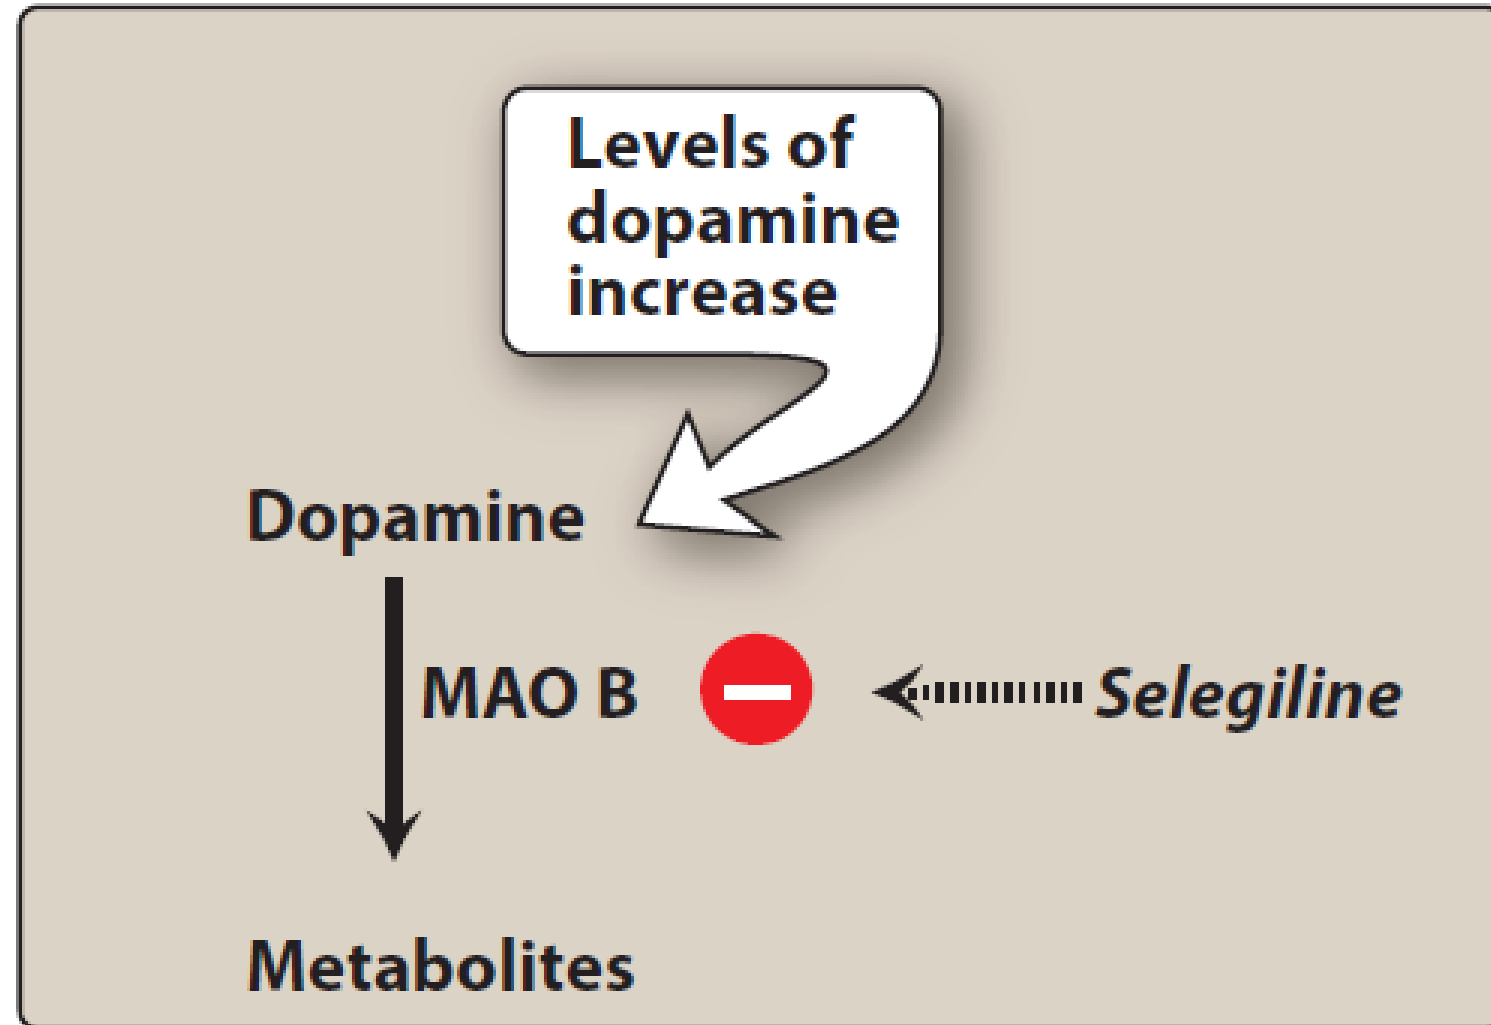 Levels of
dopamine
increase
Dopamine
MAO B
Selegiline
Metabolites